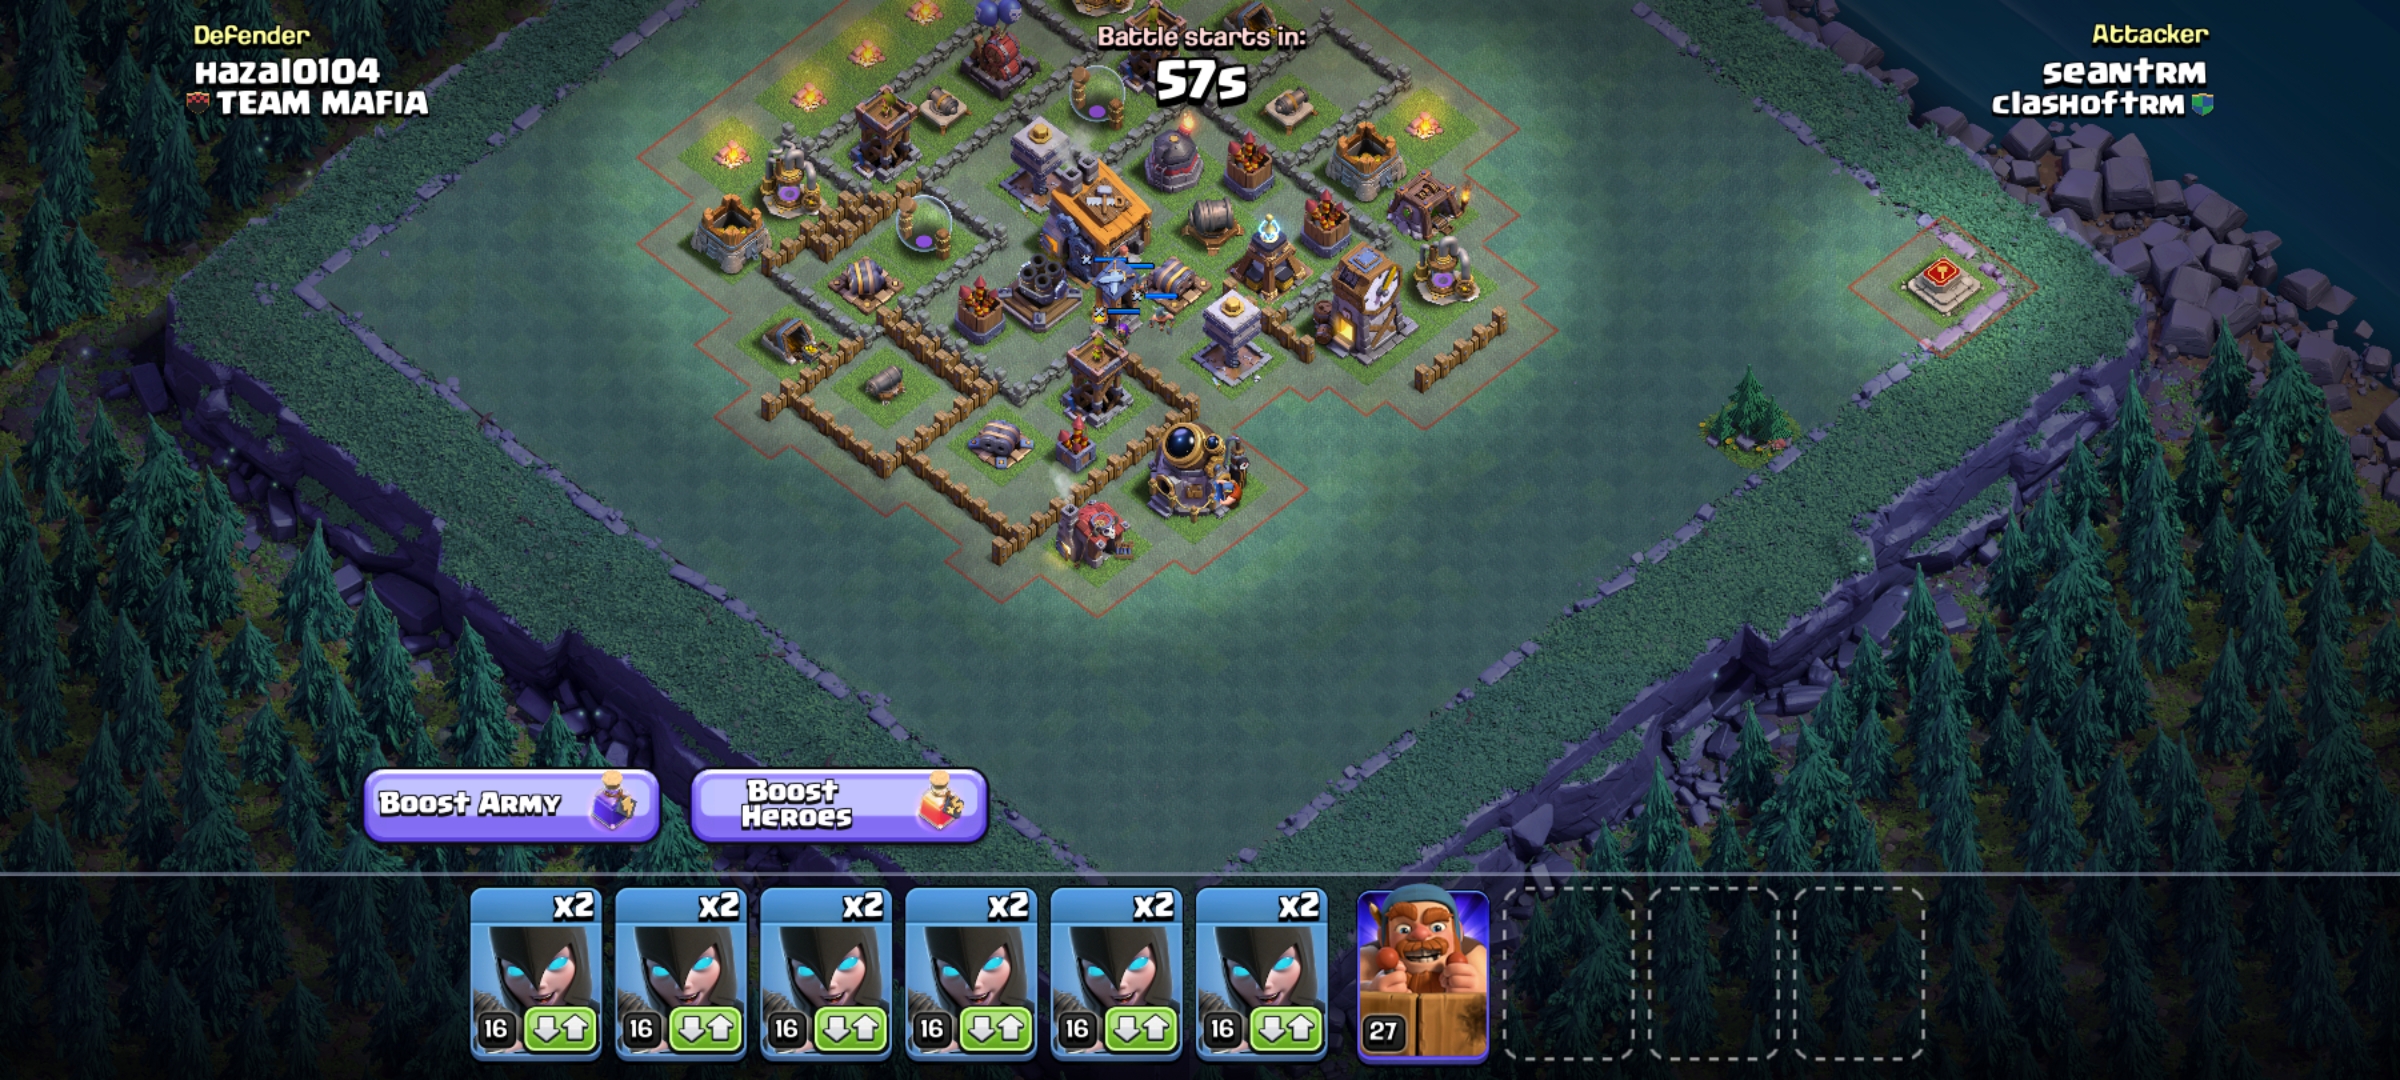 Defender
Hazal0104
TEAM MAFIA
Battle starts in:
57s
Attacker
seantRM
clashoftRM
Boost Army
Boost
Heroes
x2
x2
x2
x2
x2
x2
16
16
16
16
16
16
27